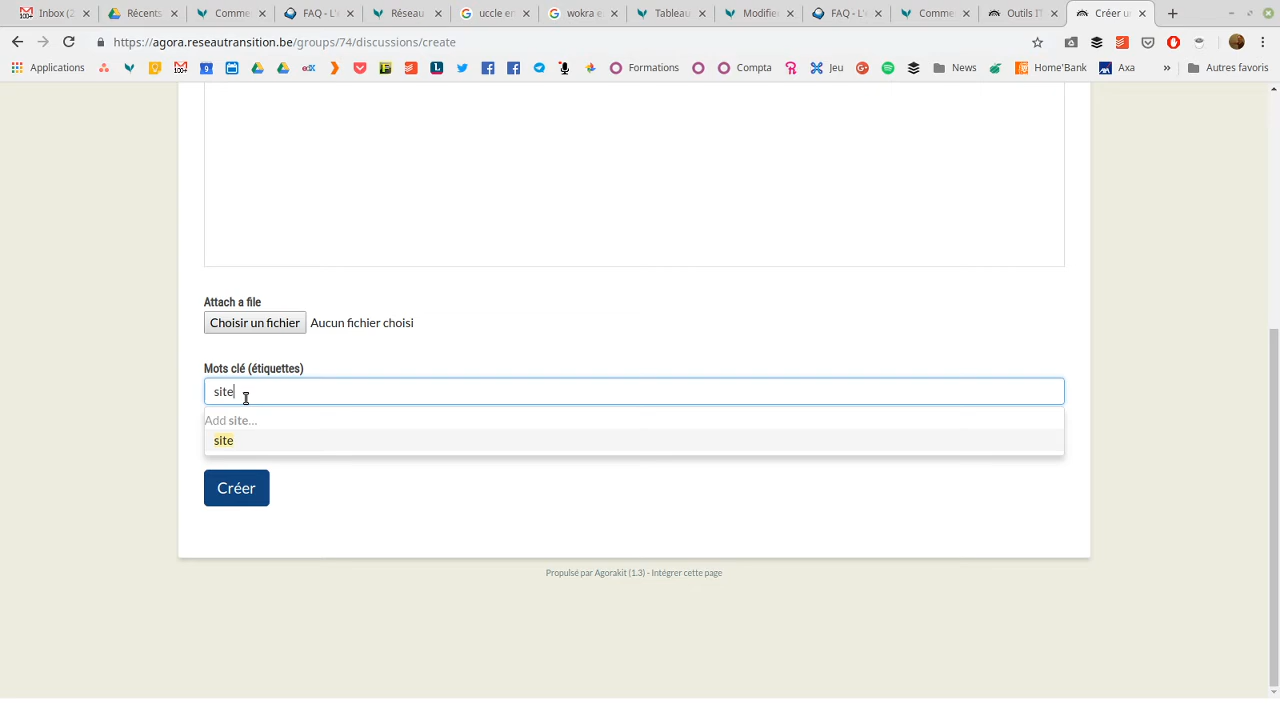 Inbox (2
Récents
Comme
FAQ - L'e
Réseau
uccle en
wokra e
Tableau
Modifie
FAQ - L'e
Comme
Outils IT
Créer u
https://agora.reseautransition.be/groups/74/discussions/create
Applications
Formations
Compta
Jeu
News
Home'Bank
Axa
»
Autres favoris
Attach a file
Choisir un fichier Aucun fichier choisi
Mots clé (étiquettes)
site
Add site...
site
Créer
Propulsé par Agorakit (1.3) - Intégrer cette page